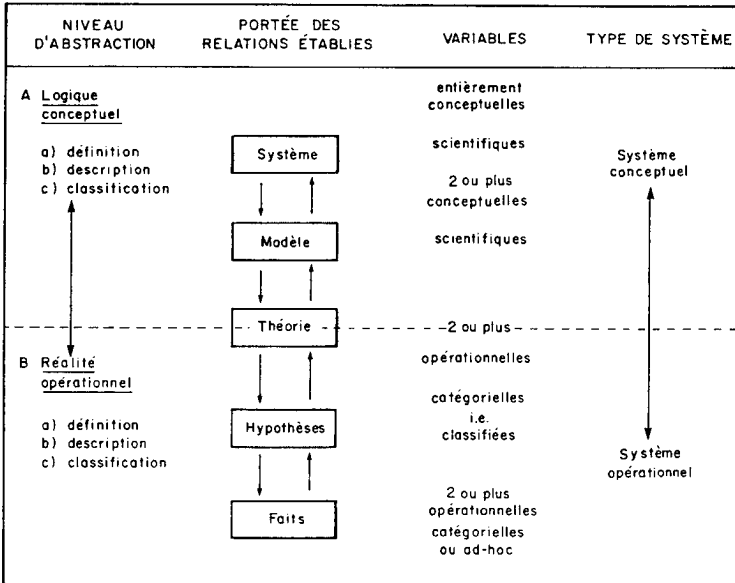 NIVEAU
D'ABSTRACTION
PORTÉE DES
RELATIONS ÉTABLIES
VARIABLES
TYPE DE SYSTÈME
A Logique
conceptuel
a) définition
b) description
c) classification
B Réalité
opérationnel
a) définition
b) description
c) classification
Système
Modèle
Théorie
Hypothèses
Faits
entièrement
conceptuelles
scientifiques
2 ou plus
conceptuelles
scientifiques
2 ou plus
opérationnelles
catégorielles
i.e.
classifiées
2 ou plus
opérationnelles
catégorielles
ou ad-hoc
Système
conceptuel
Système
opérationnel